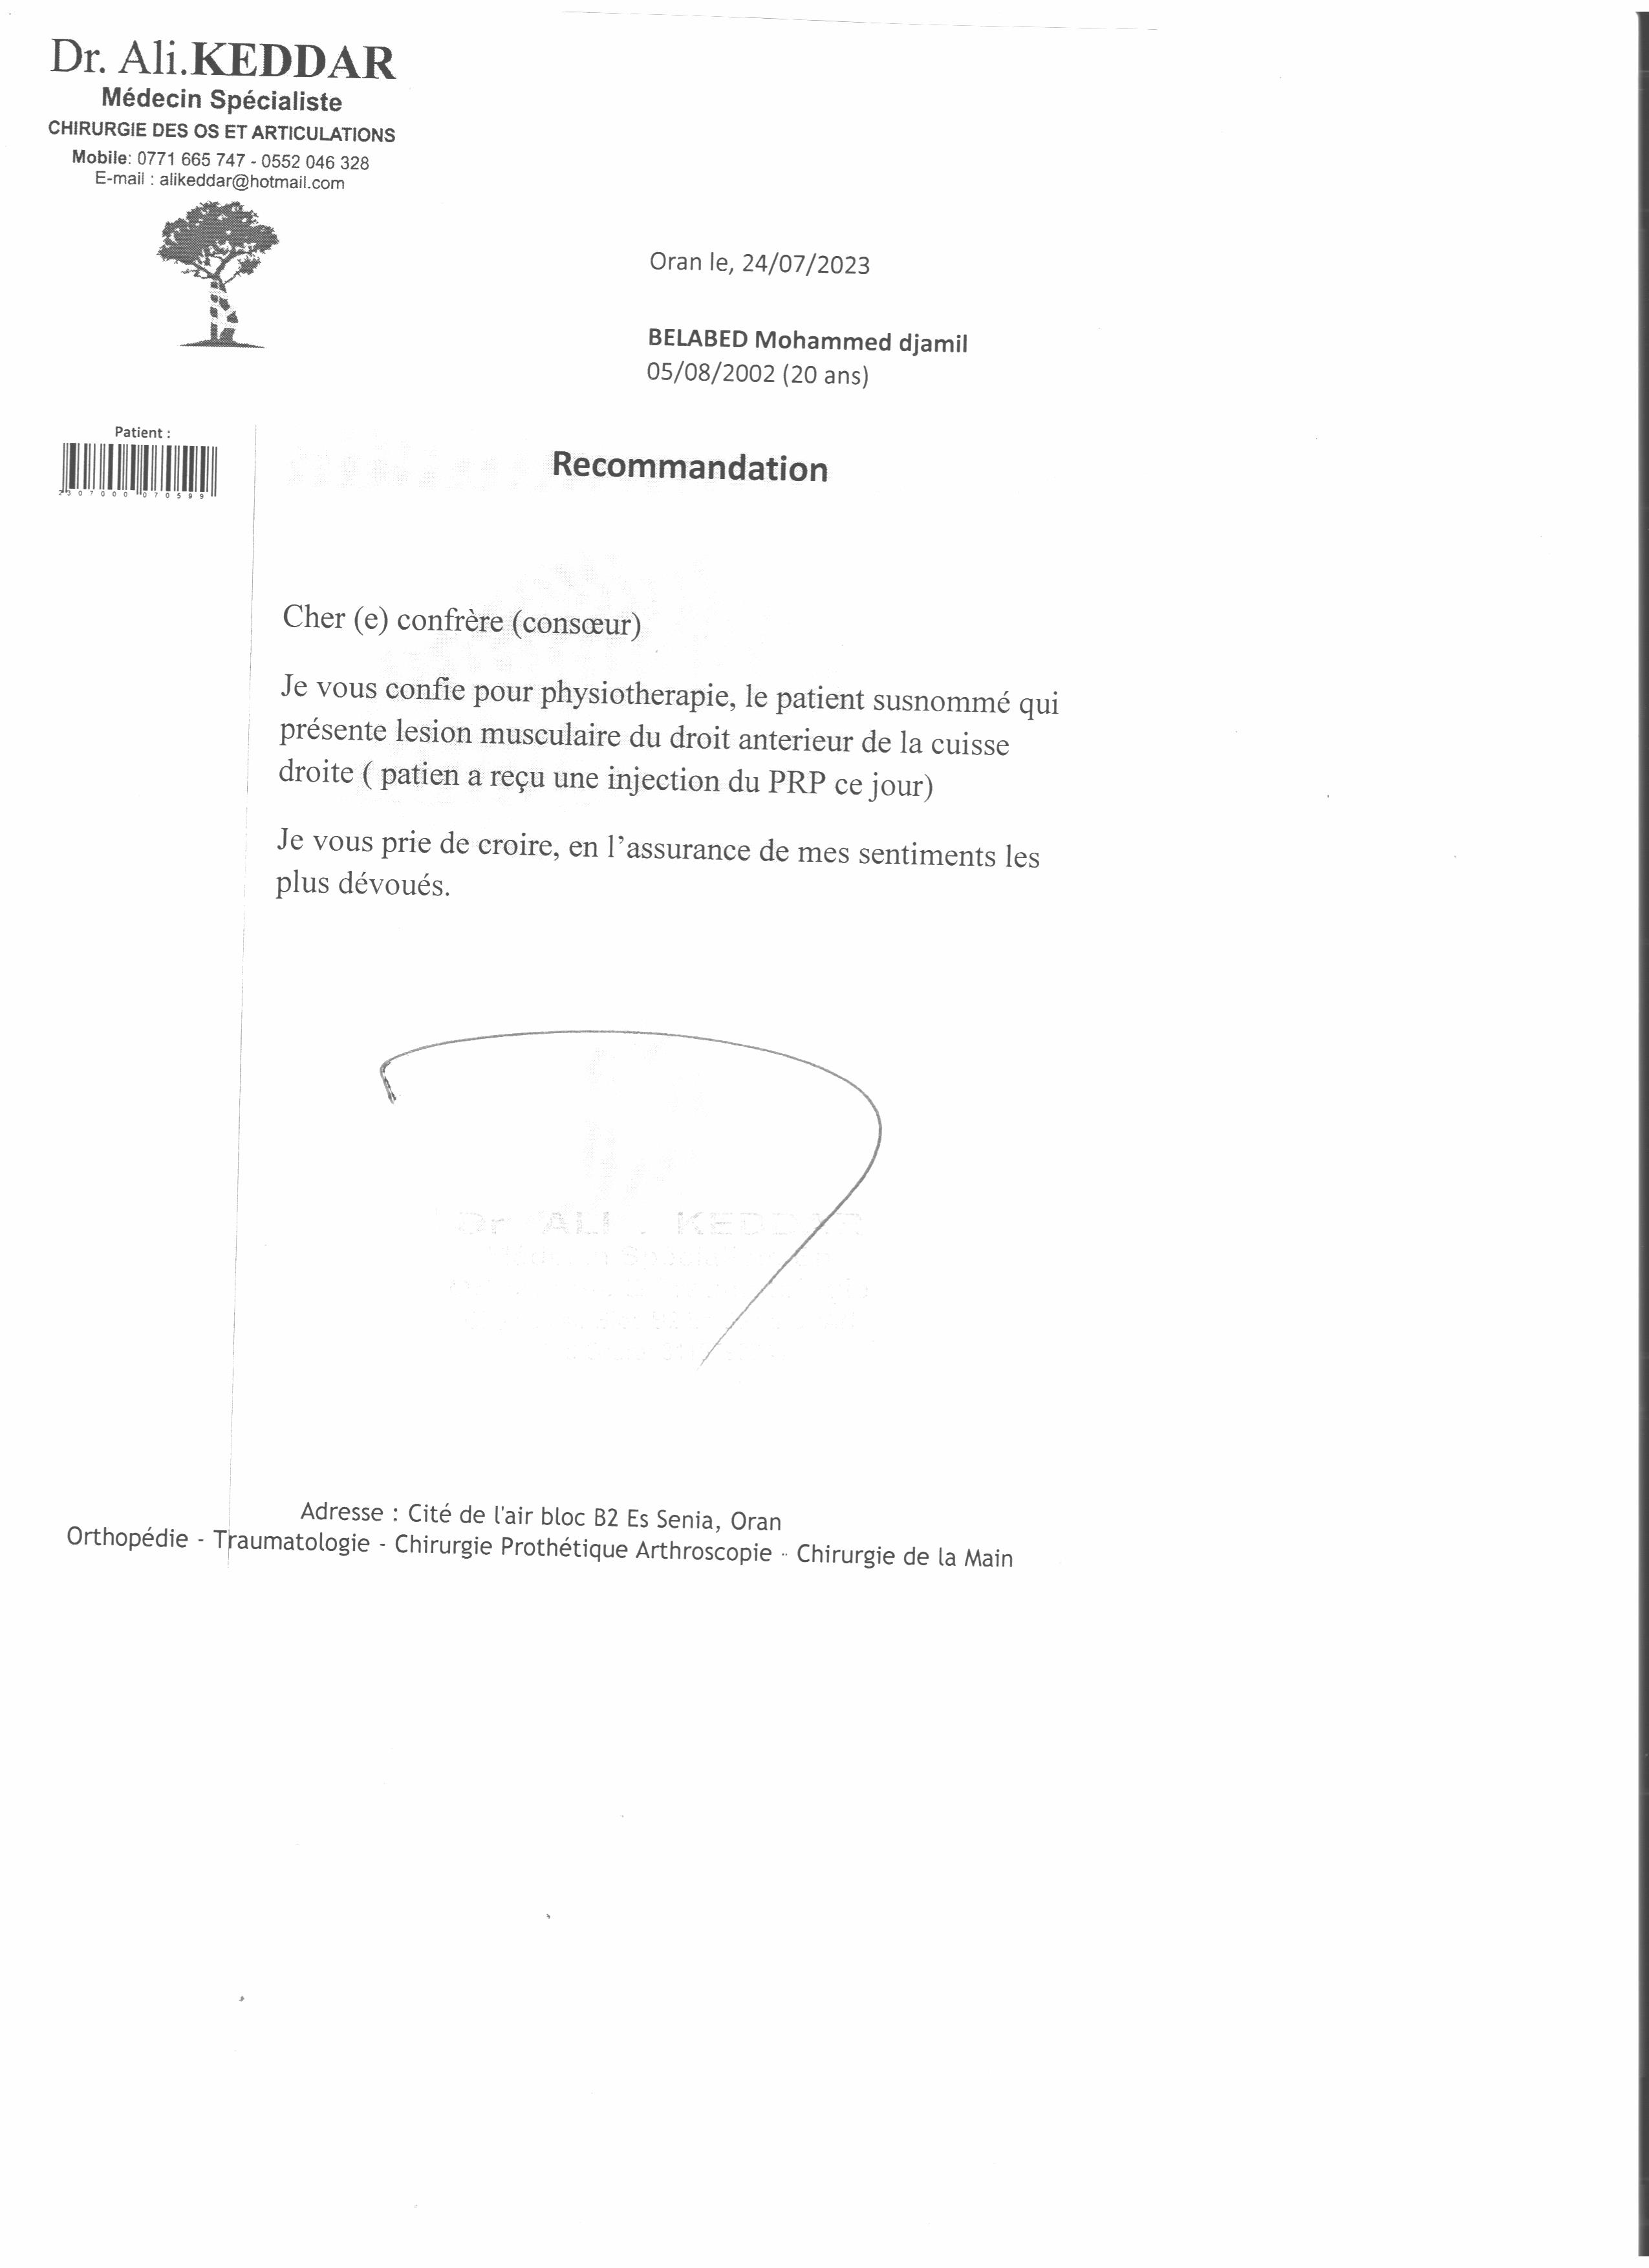 Dr. Ali.KEDDAR
Médecin Spécialiste
CHIRURGIE DES OS ET ARTICULATIONS
Mobile: 0771 665 747 - 0552 046 328
E-mail : alikeddar@hotmail.com
Oran le, 24/07/2023
BELABED Mohammed djamil
05/08/2002 (20 ans)
Patient :
2307000070599
Recommandation
Cher (e) confrère (consœur)
Je vous confie pour physiotherapie, le patient susnommé qui
présente lesion musculaire du droit anterieur de la cuisse
droite ( patien a reçu une injection du PRP ce jour)
Je vous prie de croire, en l’assurance de mes sentiments les
plus dévoués.
Dr ALI . KEDDAR
Adresse : Cité de l'air bloc B2 Es Senia, Oran
Orthopédie - Traumatologie - Chirurgie Prothétique Arthroscopie - Chirurgie de la Main